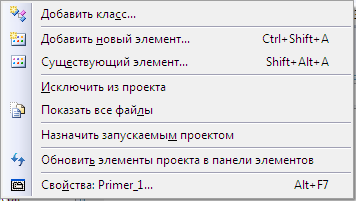 Добавить класс...
Добавить новый элемент... Ctrl+Shift+A
Существующий элемент... Shift+Alt+A
Исключить из проекта
Показать все файлы
Назначить запускаемым проектом
Обновить элементы проекта в панели элементов
Свойства: Primer_1... Alt+F7